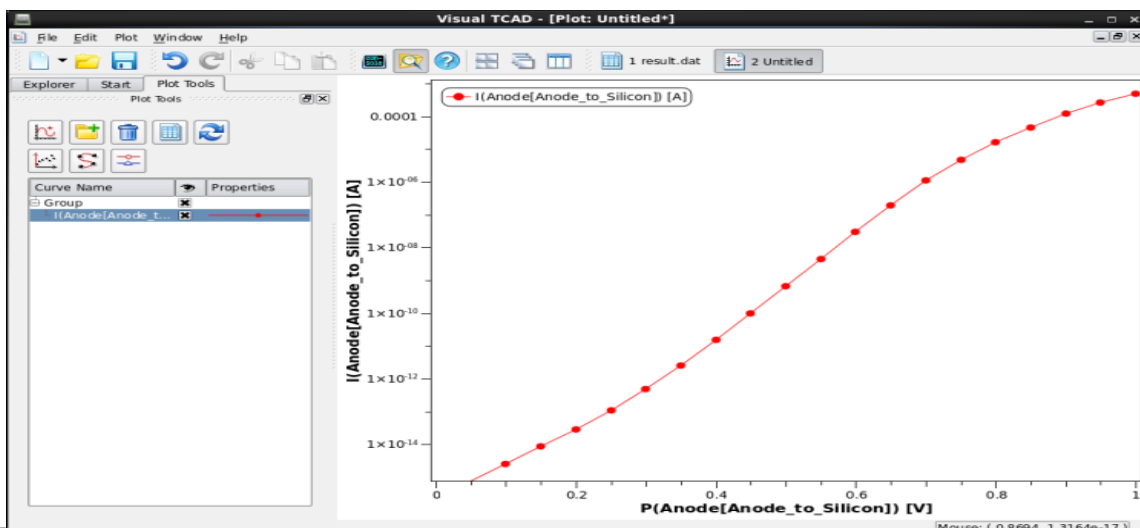 Visual TCAD - [Plot: Untitled*]
File Edit Plot Window Help
1 result.dat 2 Untitled
Explorer Start Plot Tools
Plot Tools
Curve Name Properties
Group
I(Anode[Anode_t...
I(Anode[Anode_to_Silicon]) [A]
I(Anode[Anode_to_Silicon]) [A]
0.0001
1×10-06
1×10-08
1×10-10
1×10-12
1×10-14
0 0.2 0.4 0.6 0.8 1
P(Anode[Anode_to_Silicon]) [V]
Mouse: ( 0.8694, 1.3164e-17 )